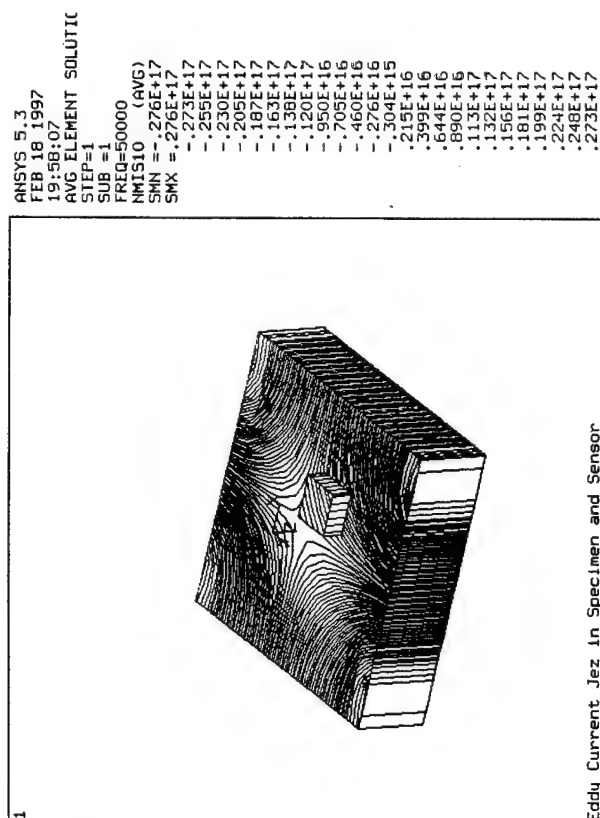 1
ANSYS 5.3
FEB 18 1997
19:58:07
AVG ELEMENT SOLUTIC
STEP=1
SUB =1
FREQ=50000
NMIS10 (AVG)
SMN =-.276E+17
SMX =.276E+17
-.273E+17
-.255E+17
-.230E+17
-.205E+17
-.187E+17
-.163E+17
-.138E+17
-.120E+17
-.950E+16
-.705E+16
-.460E+16
-.276E+16
-.304E+15
.215E+16
.399E+16
.644E+16
.890E+16
.113E+17
.132E+17
.156E+17
.181E+17
.199E+17
.224E+17
.248E+17
.273E+17
Eddy Current Jez in Specimen and Sensor